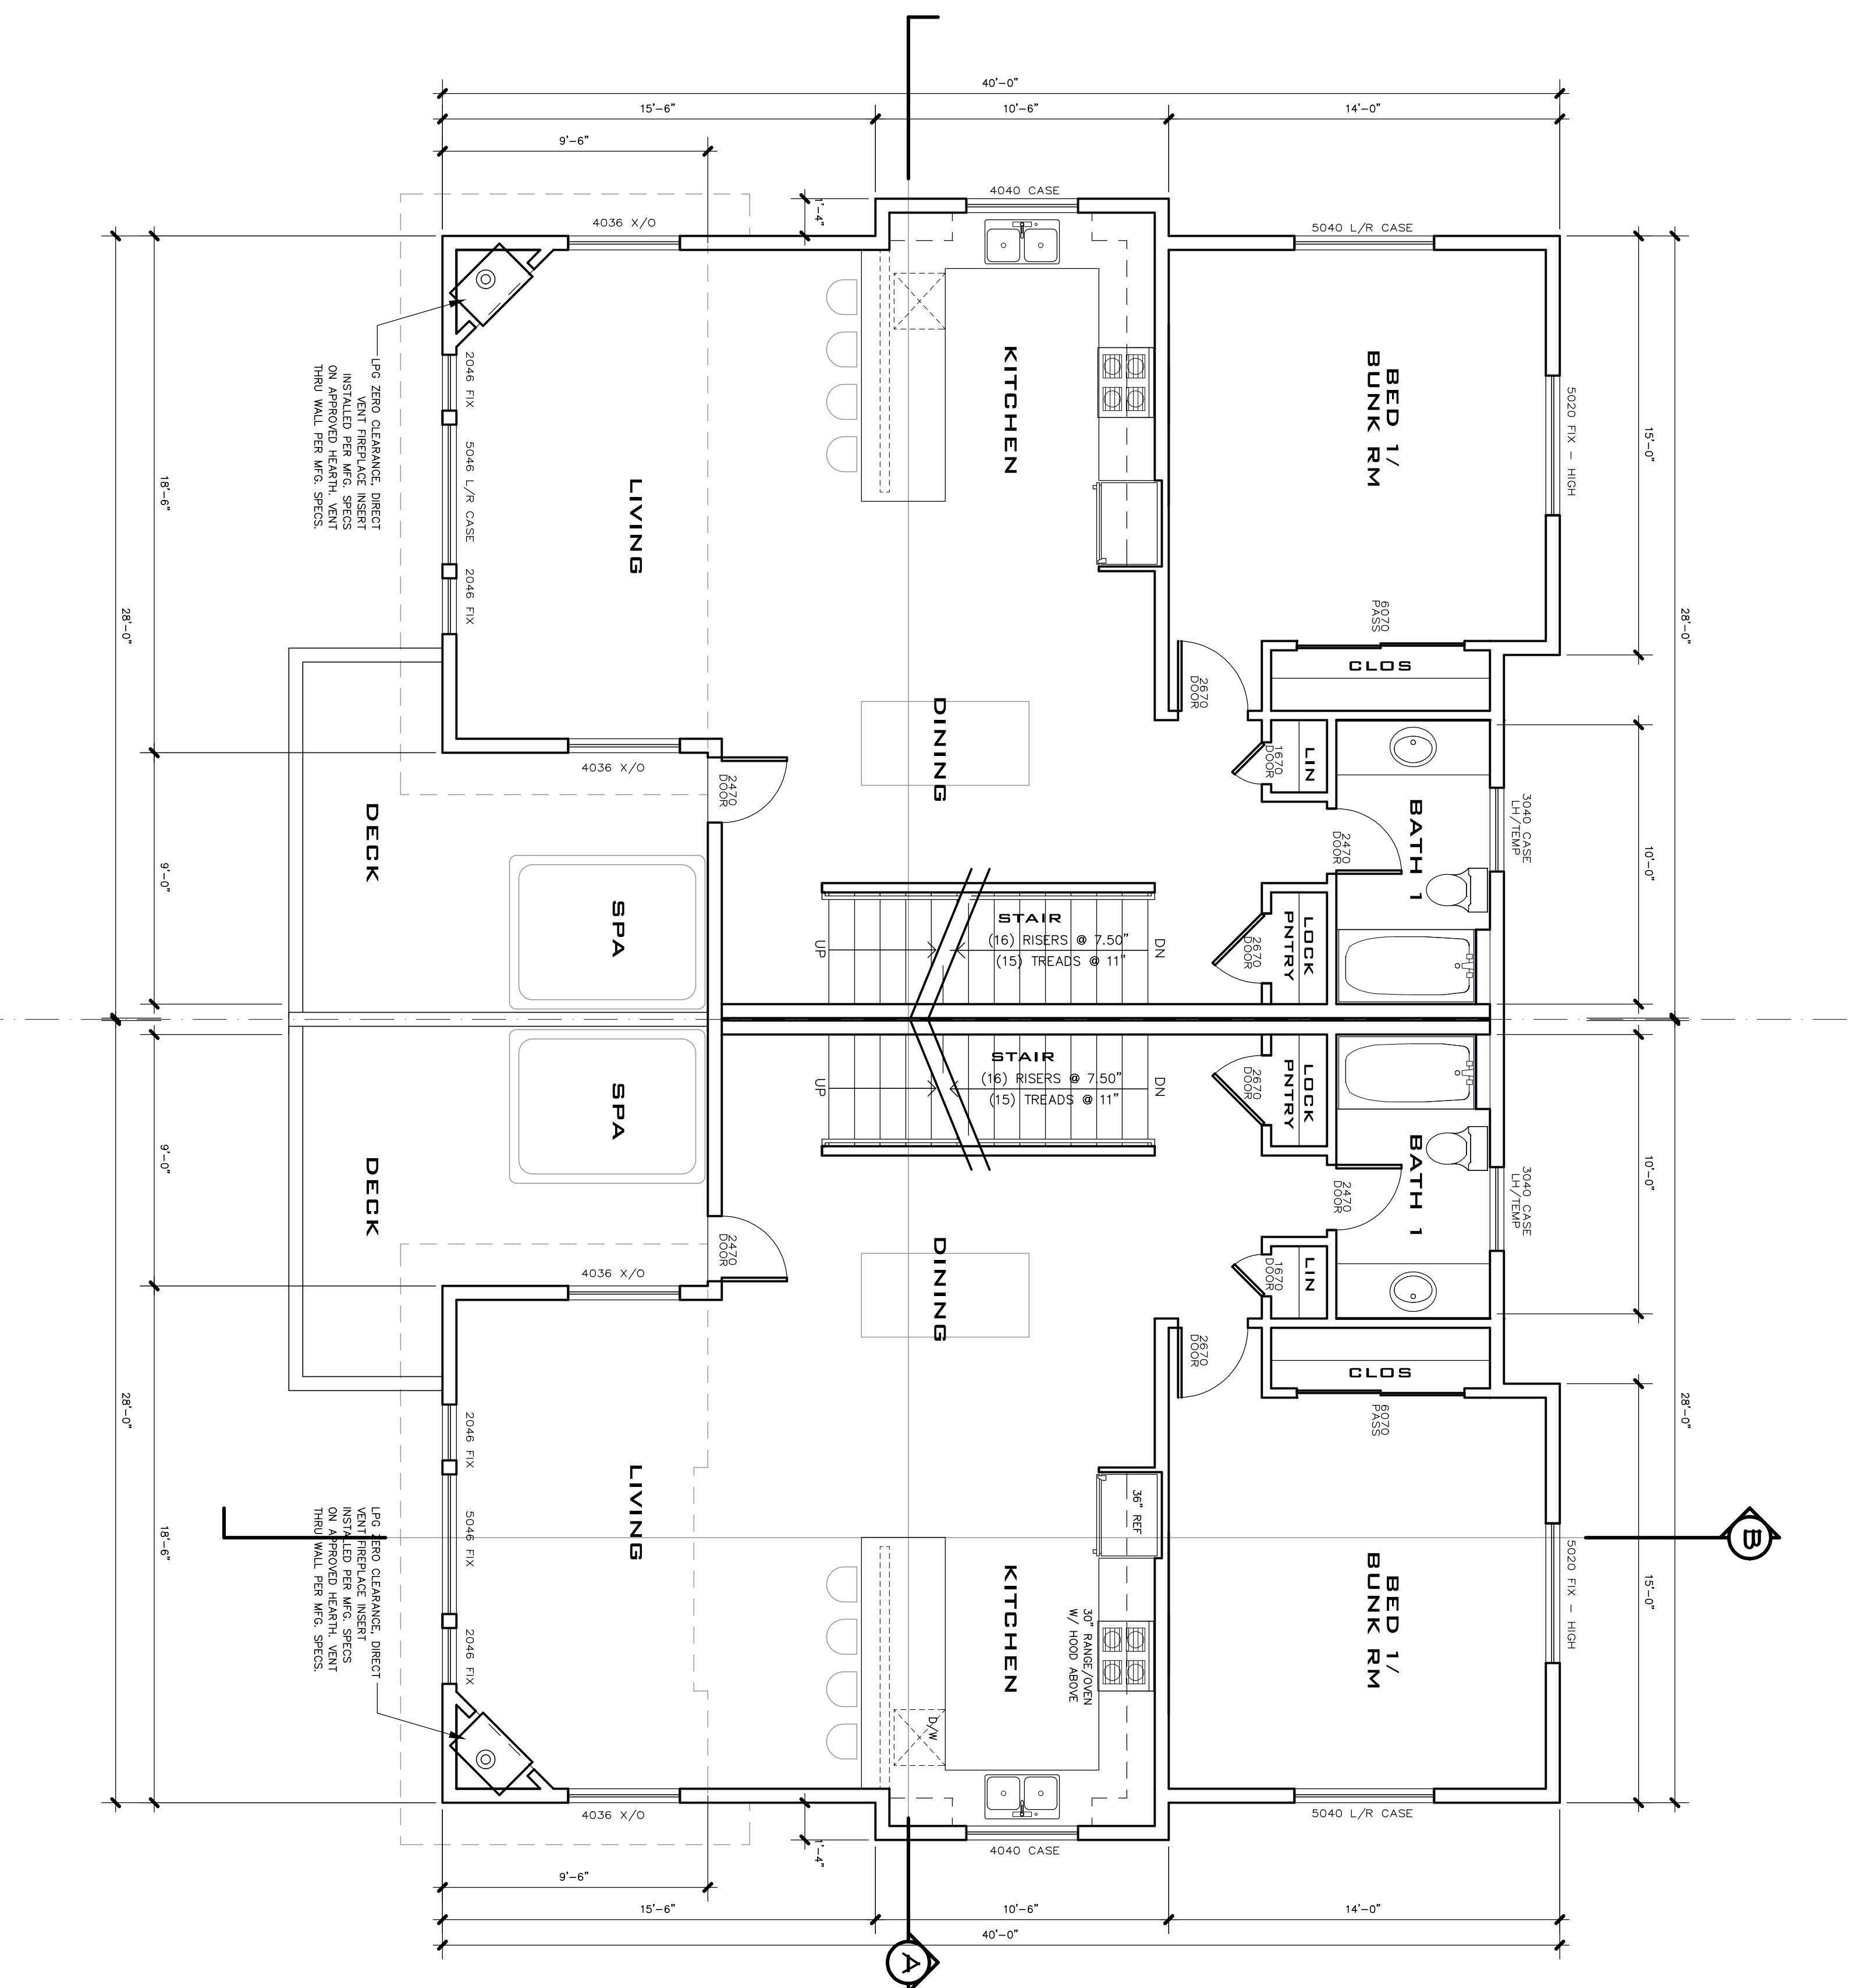 40'-0"
15'-6"
10'-6"
14'-0"
9'-6"
1'-4"
4040 CASE
4036 X/O
5040 L/R CASE
5020 FIX - HIGH
15'-0"
28'-0"
LPG ZERO CLEARANCE, DIRECT
VENT FIREPLACE INSERT
INSTALLED PER MFG. SPECS
ON APPROVED HEARTH. VENT
THRU WALL PER MFG. SPECS.
2046 FIX
5046 L/R CASE
2046 FIX
18'-6"
28'-0"
LIVING
KITCHEN
BED 1/
BUNK RM
6070
PASS
CLOS
2670
DOOR
DINING
1670
DOOR
LIN
4036 X/O
2470
DOOR
DECK
SPA
9'-0"
BATH 1
2470
DOOR
3040 CASE
LH/TEMP
10'-0"
STAIR
(16) RISERS @ 7.50"
(15) TREADS @ 11"
UP
DN
2670
DOOR
LOCK
PNTRY
STAIR
(16) RISERS @ 7.50"
(15) TREADS @ 11"
UP
DN
2670
DOOR
LOCK
PNTRY
SPA
DECK
9'-0"
BATH 1
2470
DOOR
3040 CASE
LH/TEMP
10'-0"
2470
DOOR
4036 X/O
DINING
1670
DOOR
LIN
2670
DOOR
CLOS
6070
PASS
28'-0"
28'-0"
18'-6"
15'-0"
2046 FIX
5046 FIX
2046 FIX
LPG ZERO CLEARANCE, DIRECT
VENT FIREPLACE INSERT
INSTALLED PER MFG. SPECS
ON APPROVED HEARTH. VENT
THRU WALL PER MFG. SPECS.
LIVING
KITCHEN
36" REF
30" RANGE/OVEN
W/ HOOD ABOVE
D/W
BED 1/
BUNK RM
5020 FIX - HIGH
B
4036 X/O
5040 L/R CASE
4040 CASE
1'-4"
9'-6"
15'-6"
10'-6"
14'-0"
40'-0"
A